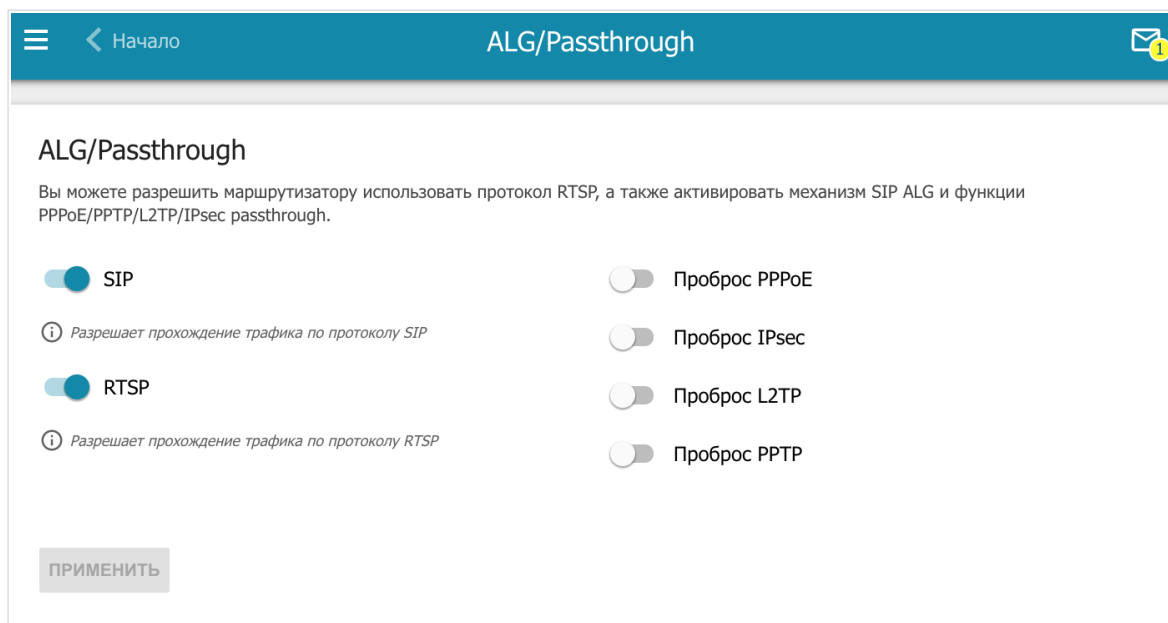 Начало
ALG/Passthrough
1
ALG/Passthrough
Вы можете разрешить маршрутизатору использовать протокол RTSP, а также активировать механизм SIP ALG и функции
PPPoE/PPTP/L2TP/IPsec passthrough.
SIP
Разрешает прохождение трафика по протоколу SIP
RTSP
Разрешает прохождение трафика по протоколу RTSP
Проброс PPPoE
Проброс IPsec
Проброс L2TP
Проброс PPTP
ПРИМЕНИТЬ